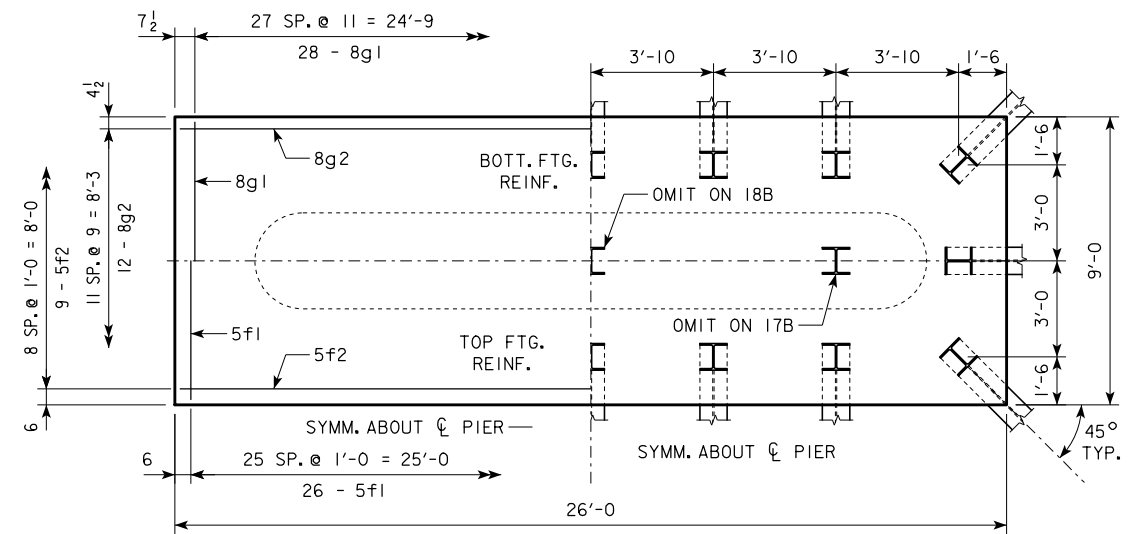 7 1/2
27 SP. @ 11 = 24'-9
28 - 8g1
3'-10
3'-10
3'-10
1'-6
4 1/2
8g2
8g1
BOTT. FTG.
REINF.
OMIT ON 18B
1'-6
3'-0
9'-0
3'-0
1'-6
8 SP. @ 1'-0 = 8'-0
9 - 5f2
11 SP. @ 9 = 8'-3
12 - 8g2
OMIT ON 17B
5f1
5f2
TOP FTG.
REINF.
6
SYMM. ABOUT ℄ PIER
SYMM. ABOUT ℄ PIER
45°
TYP.
6
25 SP. @ 1'-0 = 25'-0
26 - 5f1
26'-0